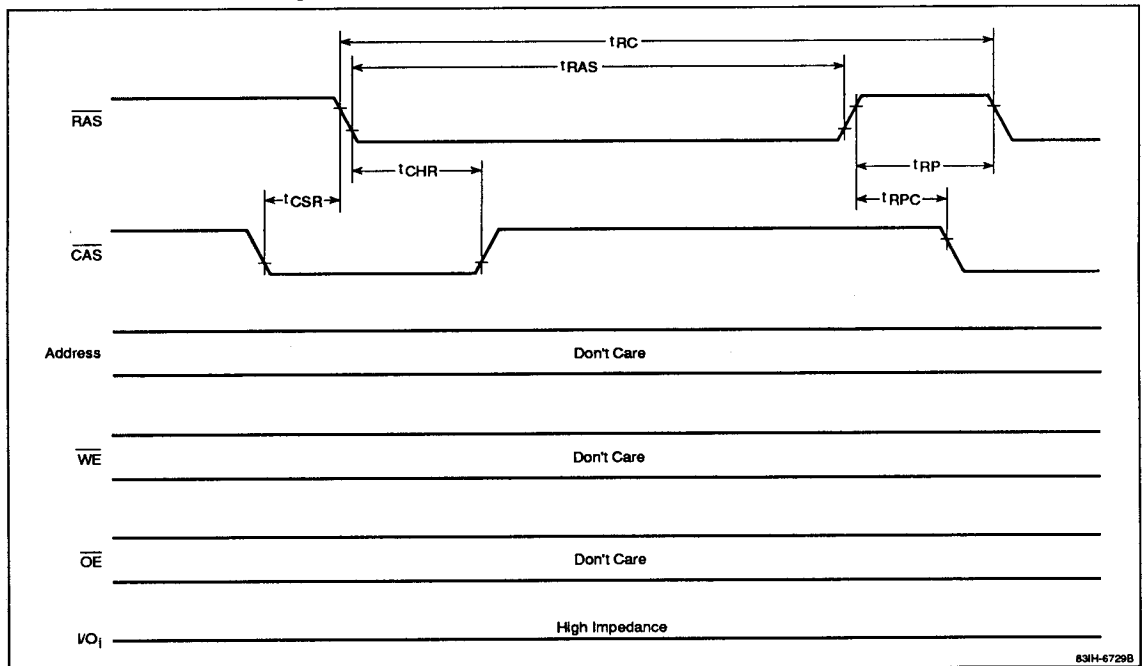 tRC
tRAS
RAS
tCHR
tRP
tCSR
tRPC
CAS
Address Don't Care
WE Don't Care
OE Don't Care
I/Oi High Impedance
83IH-6729B